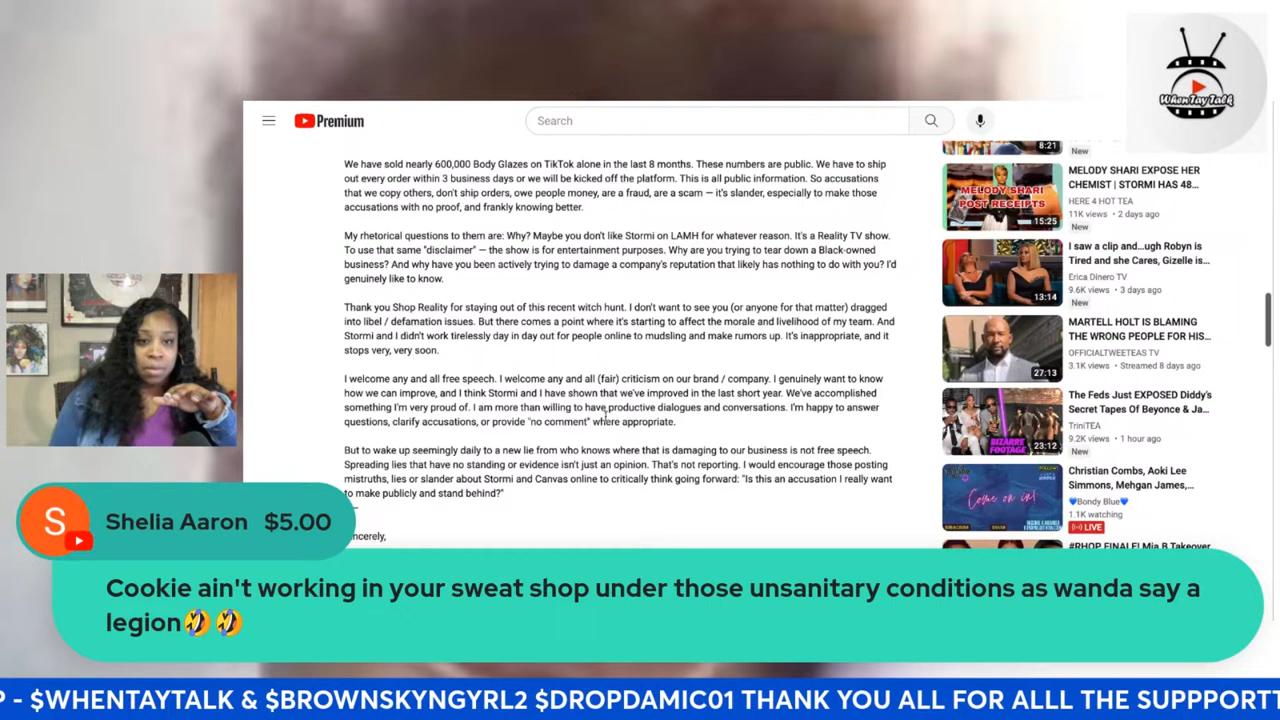 WhenTayTalk
Premium
Search
We have sold nearly 600,000 Body Glazes on TikTok alone in the last 8 months. These numbers are public. We have to ship
out every order within 3 business days or we will be kicked off the platform. This is all public information. So accusations
that we copy others, don't ship orders, owe people money, are a fraud, are a scam — it's slander, especially to make those
accusations with no proof, and frankly knowing better.
My rhetorical questions to them are: Why? Maybe you don't like Stormi on LAMH for whatever reason. It's a Reality TV show.
To use that same "disclaimer" — the show is for entertainment purposes. Why are you trying to tear down a Black-owned
business? And why have you been actively trying to damage a company's reputation that likely has nothing to do with you? I'd
genuinely like to know.
Thank you Shop Reality for staying out of this recent witch hunt. I don't want to see you (or anyone for that matter) dragged
into libel / defamation issues. But there comes a point where it's starting to affect the morale and livelihood of my team. And
Stormi and I didn't work tirelessly day in day out for people online to mudsling and make rumors up. It's inappropriate, and it
stops very, very soon.
I welcome any and all free speech. I welcome any and all (fair) criticism on our brand / company. I genuinely want to know
how we can improve, and I think Stormi and I have shown that we've improved in the last short year. We've accomplished
something I'm very proud of. I am more than willing to have productive dialogues and conversations. I'm happy to answer
questions, clarify accusations, or provide "no comment" where appropriate.
But to wake up seemingly daily to a new lie from who knows where that is damaging to our business is not free speech.
Spreading lies that have no standing or evidence isn't just an opinion. That's not reporting. I would encourage those posting
mistruths, lies or slander about Stormi and Canvas online to critically think going forward: "Is this an accusation I really want
to make publicly and stand behind?"
—
incerely,
8:21
New
MELODY SHARI
POST RECEIPTS
15:25
MELODY SHARI EXPOSE HER
CHEMIST | STORMI HAS 48...
HERE 4 HOT TEA
11K views • 2 days ago
New
13:14
I saw a clip and...ugh Robyn is
Tired and she Cares, Gizelle is...
Erica Dinero TV
9.6K views • 3 days ago
New
27:13
MARTELL HOLT IS BLAMING
THE WRONG PEOPLE FOR HIS...
OFFICIALTWEETEAS TV
3.1K views • Streamed 8 days ago
BIZARRE
FOOTAGE
23:12
The Feds Just EXPOSED Diddy's
Secret Tapes Of Beyonce & Ja...
TriniTEA
9.2K views • 1 hour ago
New
Come on in!
Christian Combs, Aoki Lee
Simmons, Mehgan James,...
💙Bondy Blue💙
1.1K watching
LIVE
#RHOP FINALE! Mia B Takeover
S
Shelia Aaron $5.00
Cookie ain't working in your sweat shop under those unsanitary conditions as wanda say a
legion🤣🤣
P - $WHENTAYTALK & $BROWNSKYNGYRL2 $DROPDAMIC01 THANK YOU ALL FOR ALLL THE SUPPPORTT